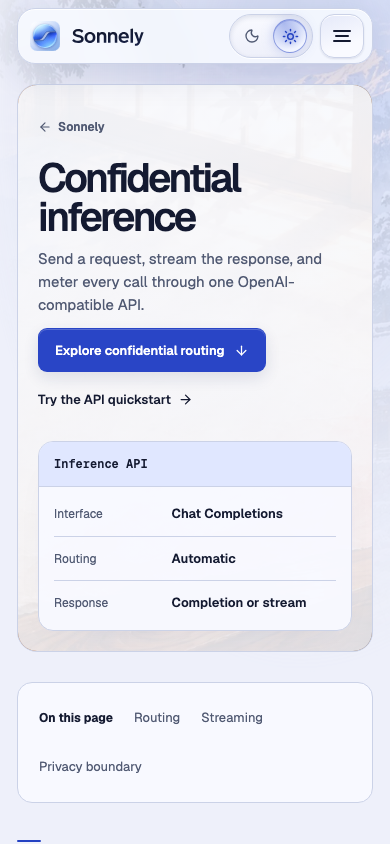 Sonnely
← Sonnely
Confidential
inference
Send a request, stream the response, and
meter every call through one OpenAI-
compatible API.
Explore confidential routing ↓
Try the API quickstart →
Inference API
Interface Chat Completions
Routing Automatic
Response Completion or stream
On this page Routing Streaming
Privacy boundary